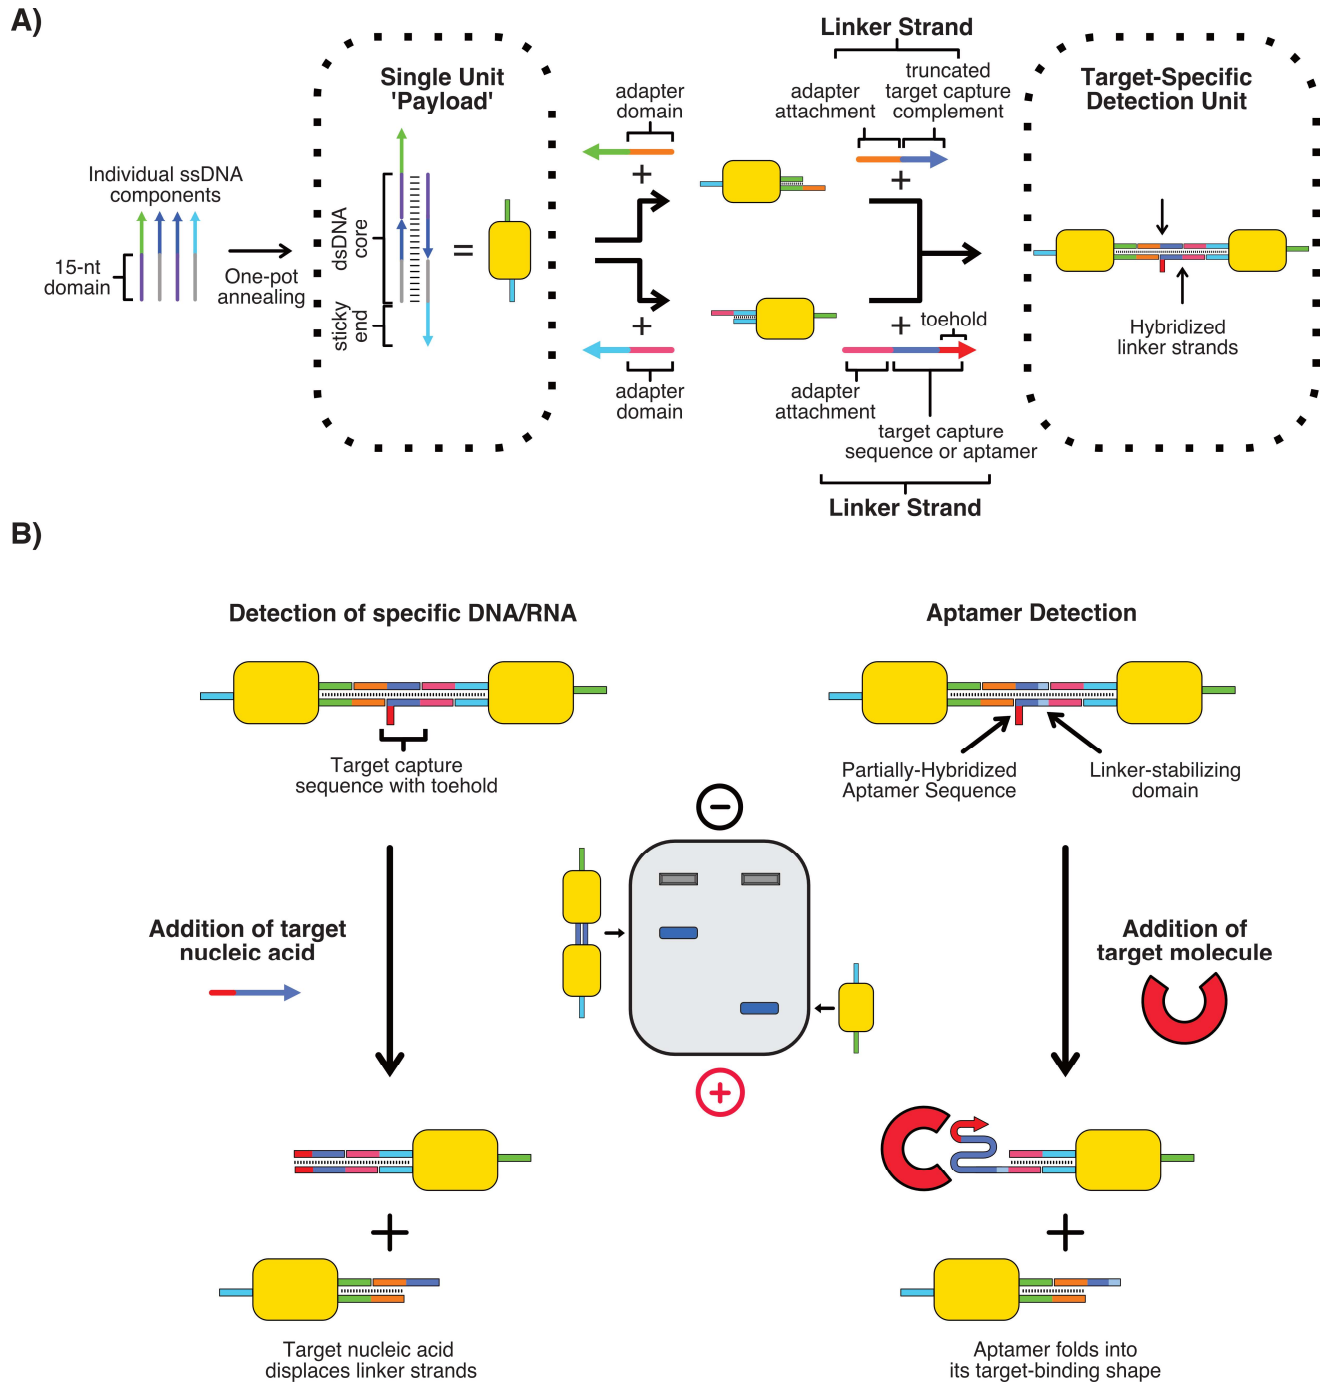 A)
Single Unit
'Payload'
Individual ssDNA
components
15-nt
domain
One-pot
annealing
dsDNA
core
sticky
end
=
adapter
domain
+
+
adapter
domain
Linker Strand
adapter
attachment
truncated
target capture
complement
+
+
toehold
adapter
attachment
target capture
sequence or aptamer
Linker Strand
Target-Specific
Detection Unit
Hybridized
linker strands
B)
Detection of specific DNA/RNA
Target capture
sequence with toehold
Addition of target
nucleic acid
+
Target nucleic acid
displaces linker strands
−
+
Aptamer Detection
Partially-Hybridized
Aptamer Sequence
Linker-stabilizing
domain
Addition of
target molecule
+
Aptamer folds into
its target-binding shape